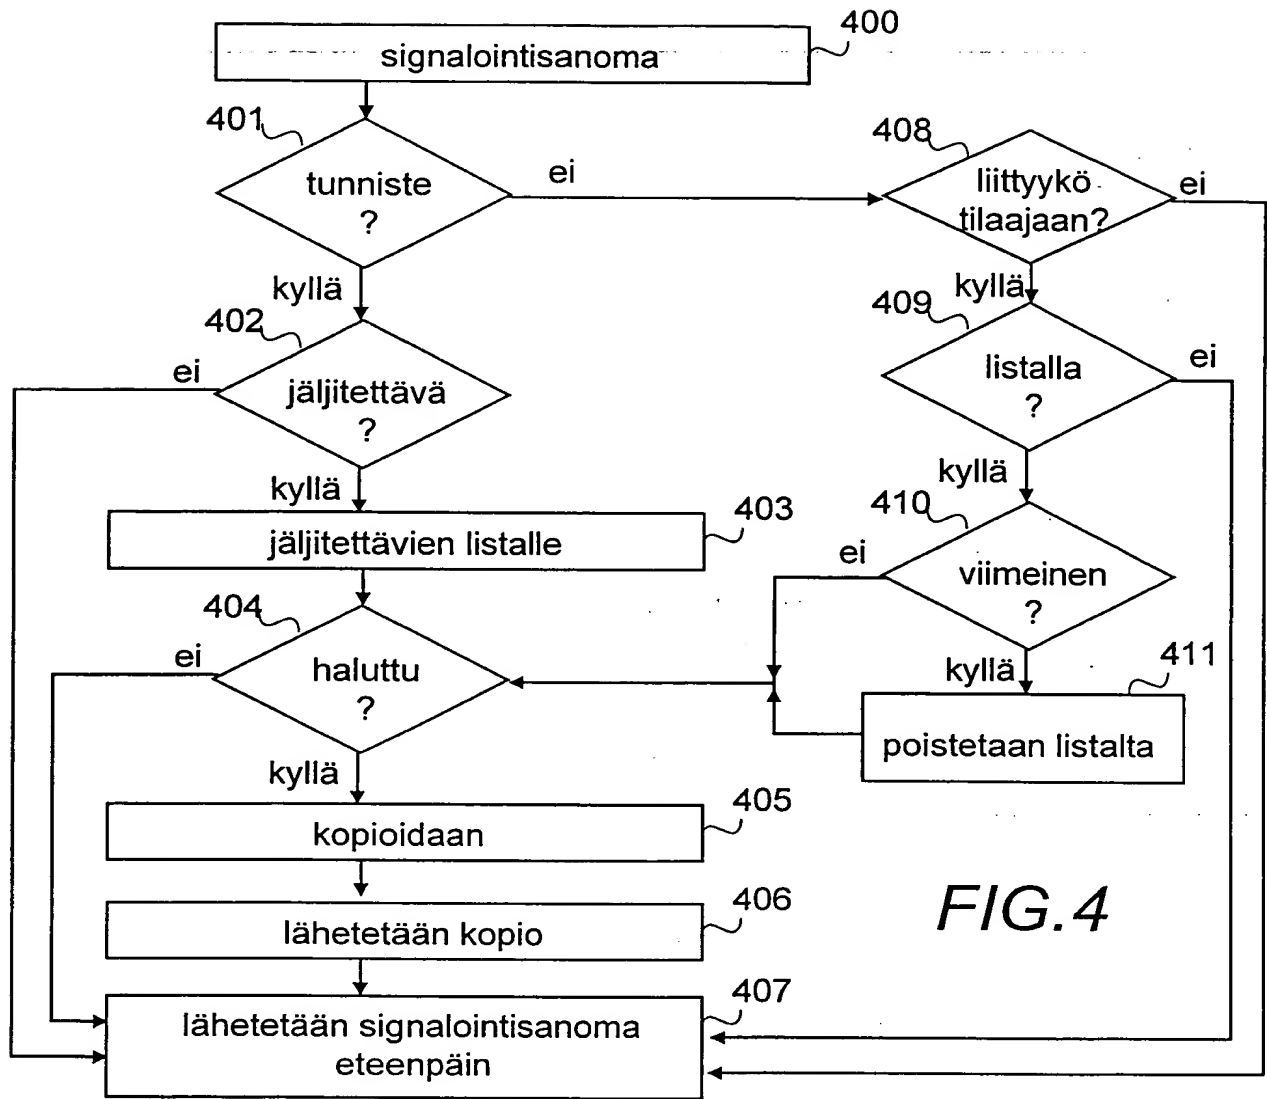 400
signalointisanoma
401
tunniste
?
ei
kyllä
408
liittyykö
tilaajaan?
ei
kyllä
402
ei
jäljitettävä
?
kyllä
409
listalla
?
ei
kyllä
403
jäljitettävien listalle
410
ei
viimeinen
?
kyllä
404
ei
haluttu
?
kyllä
411
poistetaan listalta
405
kopioidaan
406
lähetetään kopio
407
lähetetään signalointisanoma
eteenpäin
FIG.4